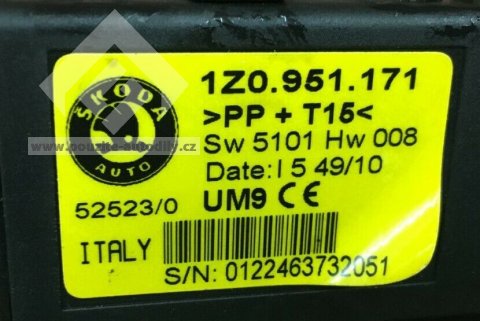 1Z0.951.171
>PP + T15<
Sw 5101 Hw 008
Date: I 5 49/10
52523/0 UM9 CE
ITALY
S/N: 0122463732051
ŠKODA
AUTO
www.pouzite-autodily.cz